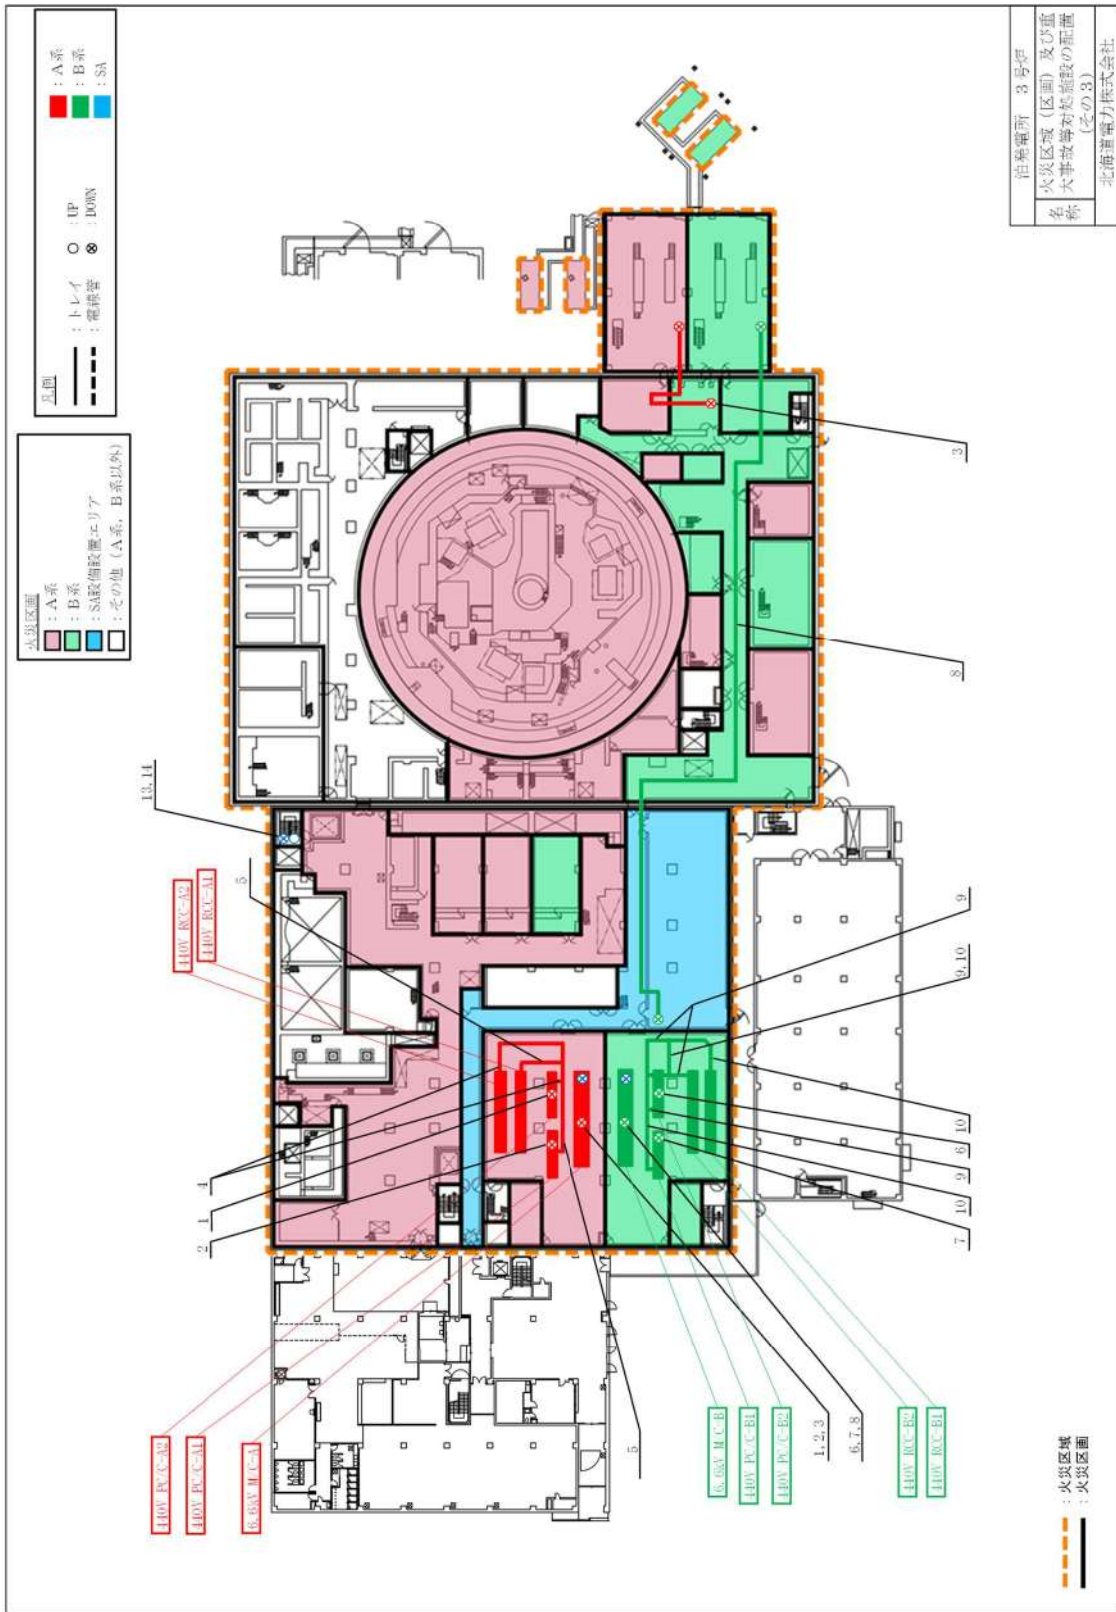 火災区画
: A系
: B系
: SA設備設置エリア
: その他（A系，B系以外）
凡例
: トレイ
: 電線管
○ : UP
⊗ : DOWN
: A系
: B系
: SA
13,14
440V RCC-A2
440V RCC-A1
5
4
1
2
440V PC/C-A2
440V PC/C-A1
6.6kV M/C-A
5
3
8
9
9,10
10
6
9
10
7
6.6kV M/C-B
440V PC/C-B1
440V PC/C-B2
1,2,3
6,7,8
440V RCC-B2
440V RCC-B1
: 火災区域
: 火災区画
泊発電所　3号炉
名称
火災区域（区画）及び重
大事故等対処施設の配置
(その3)
北海道電力株式会社